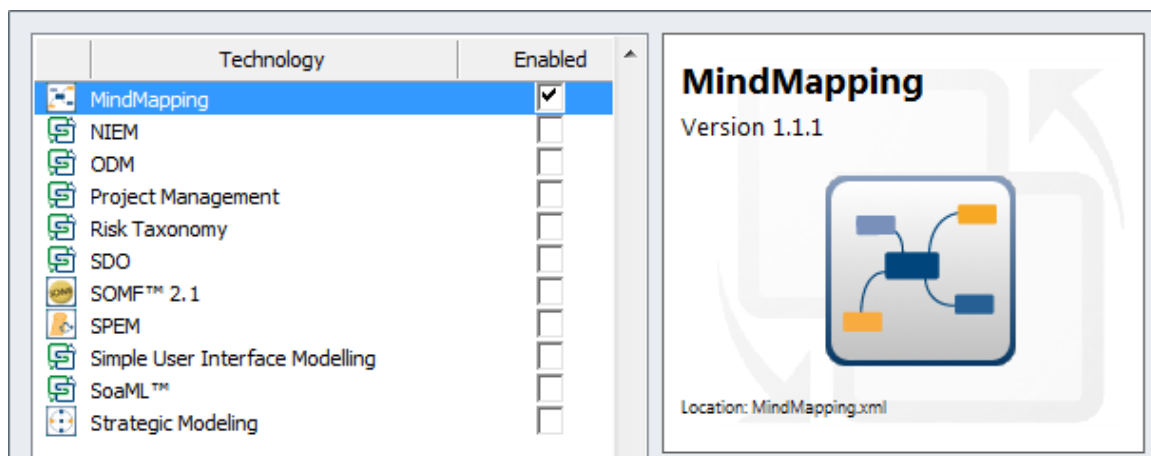 Technology Enabled
MindMapping
NIEM
ODM
Project Management
Risk Taxonomy
SDO
SOMF™ 2.1
SPEM
Simple User Interface Modelling
SoaML™
Strategic Modeling
MindMapping
Version 1.1.1
Location: MindMapping.xml